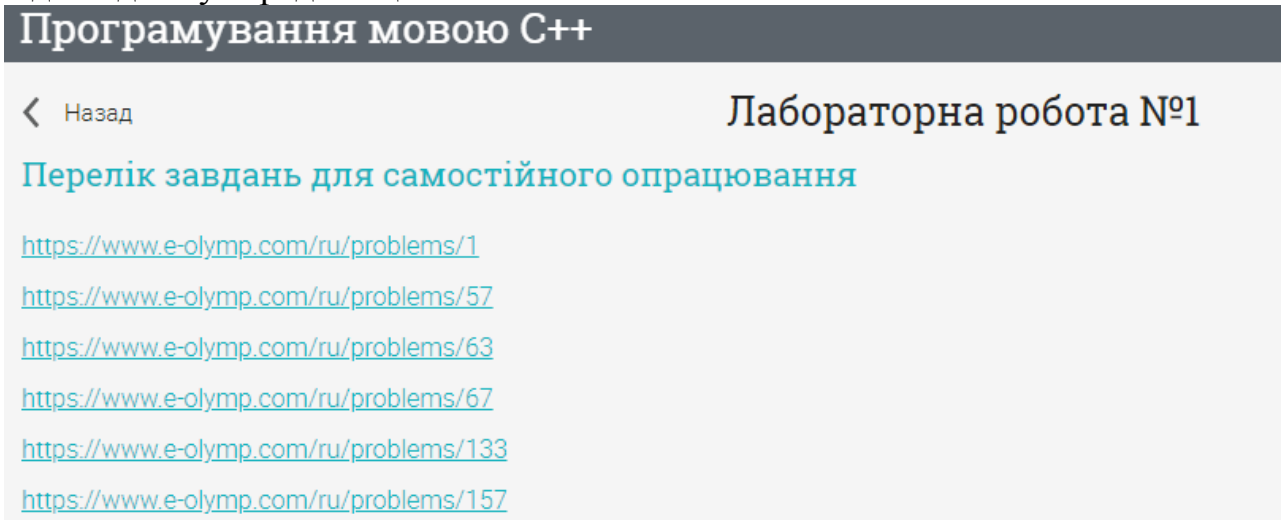 Програмування мовою C++
Назад
Лабораторна робота №1
Перелік завдань для самостійного опрацювання
https://www.e-olymp.com/ru/problems/1
https://www.e-olymp.com/ru/problems/57
https://www.e-olymp.com/ru/problems/63
https://www.e-olymp.com/ru/problems/67
https://www.e-olymp.com/ru/problems/133
https://www.e-olymp.com/ru/problems/157